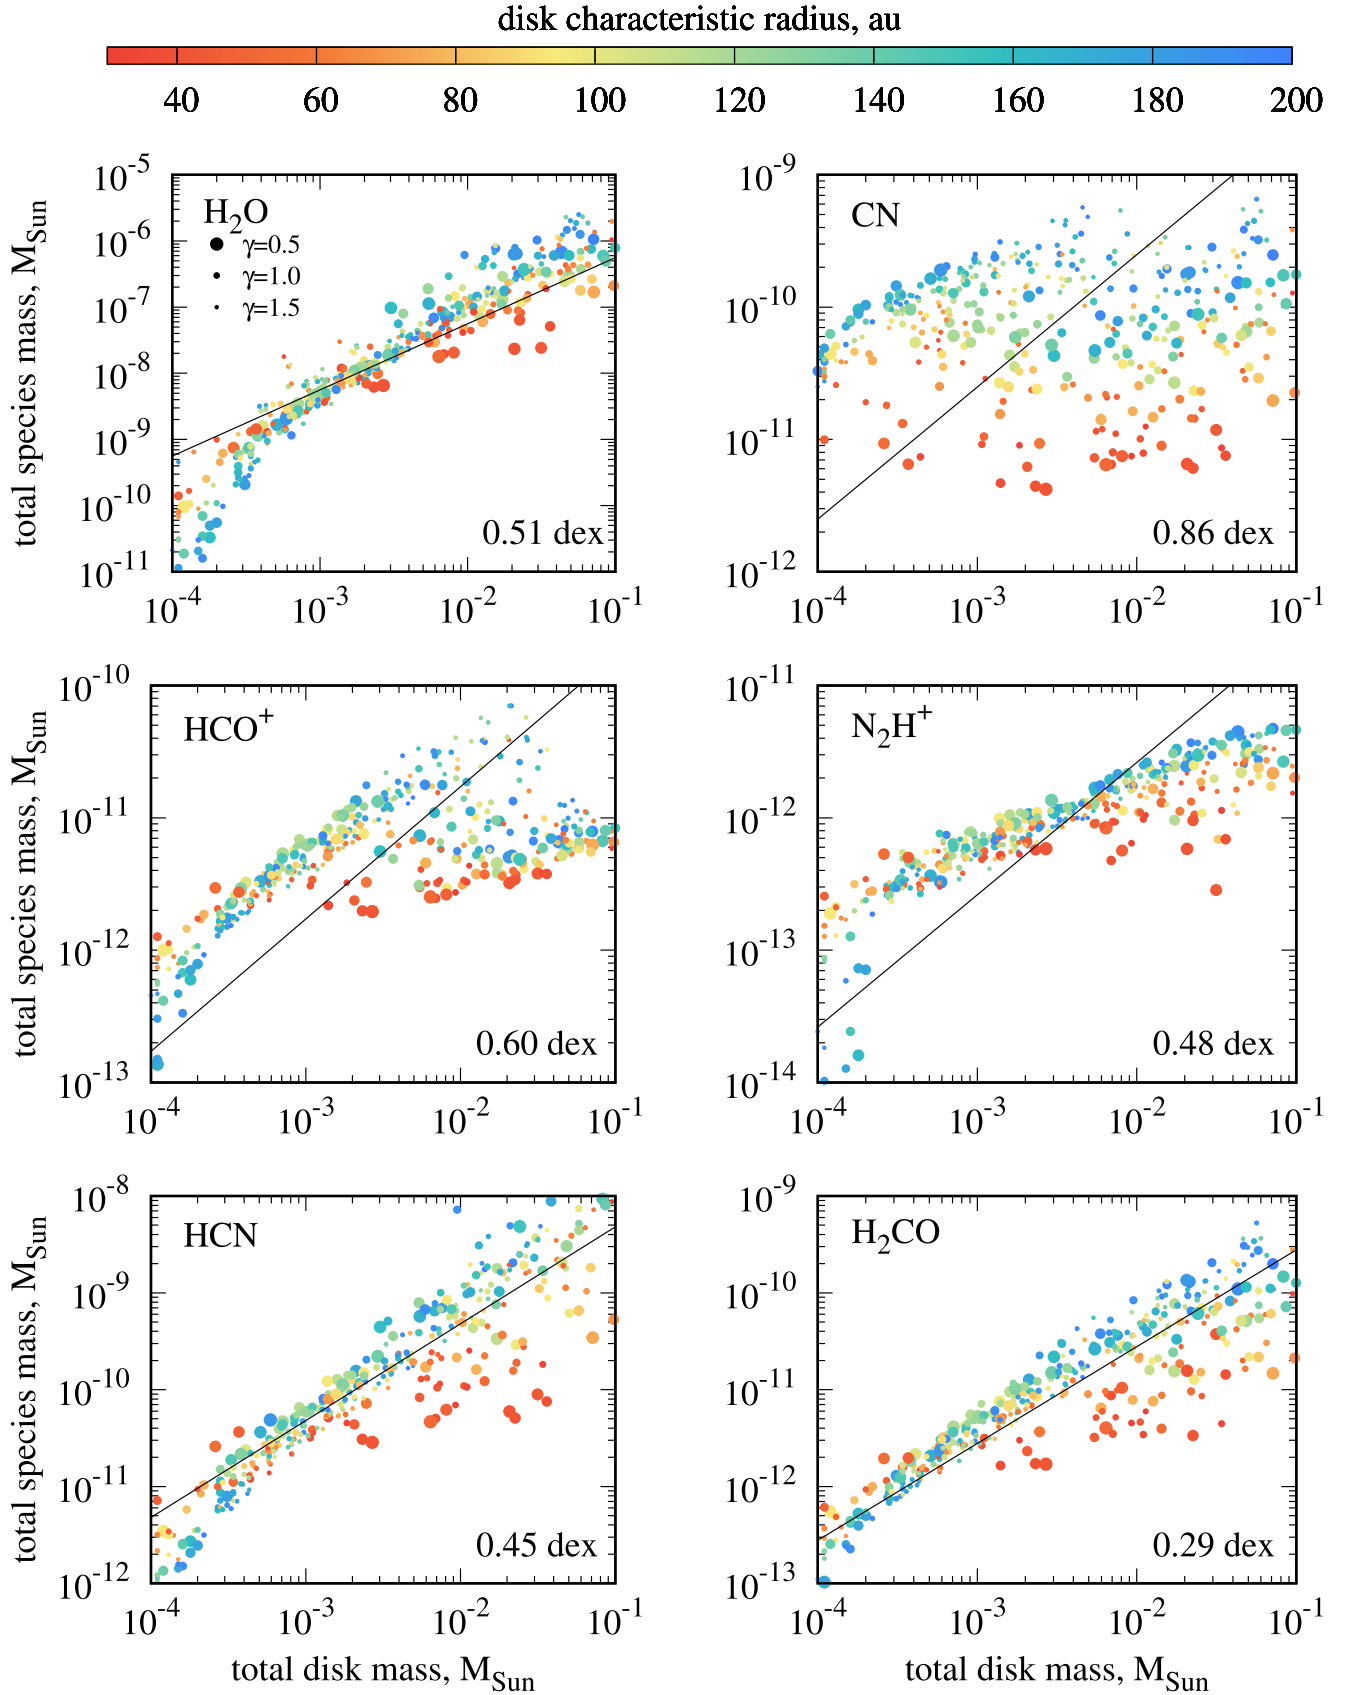 disk characteristic radius, au
40 60 80 100 120 140 160 180 200
total species mass, M_Sun
10^-5
10^-6
10^-7
10^-8
10^-9
10^-10
10^-11
H_2O
γ=0.5
γ=1.0
γ=1.5
0.51 dex
10^-4 10^-3 10^-2 10^-1
10^-9
10^-10
10^-11
10^-12
CN
0.86 dex
10^-4 10^-3 10^-2 10^-1
total species mass, M_Sun
10^-10
10^-11
10^-12
10^-13
HCO^+
0.60 dex
10^-4 10^-3 10^-2 10^-1
10^-11
10^-12
10^-13
10^-14
N_2H^+
0.48 dex
10^-4 10^-3 10^-2 10^-1
total species mass, M_Sun
10^-8
10^-9
10^-10
10^-11
10^-12
HCN
0.45 dex
10^-4 10^-3 10^-2 10^-1
total disk mass, M_Sun
10^-9
10^-10
10^-11
10^-12
10^-13
H_2CO
0.29 dex
10^-4 10^-3 10^-2 10^-1
total disk mass, M_Sun